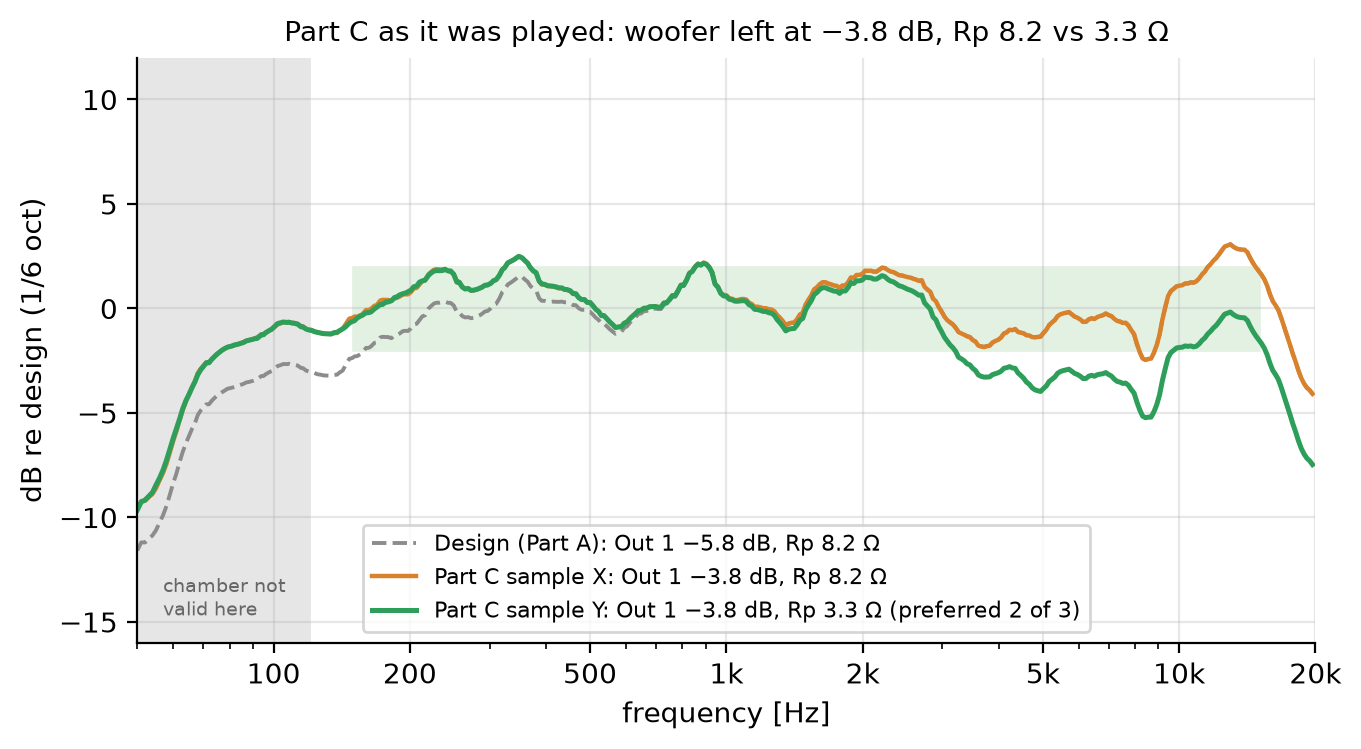 Part C as it was played: woofer left at −3.8 dB, Rp 8.2 vs 3.3 Ω
dB re design (1/6 oct)
10
5
0
−5
−10
−15
chamber not
valid here
Design (Part A): Out 1 −5.8 dB, Rp 8.2 Ω
Part C sample X: Out 1 −3.8 dB, Rp 8.2 Ω
Part C sample Y: Out 1 −3.8 dB, Rp 3.3 Ω (preferred 2 of 3)
100 200 500 1k 2k 5k 10k 20k
frequency [Hz]